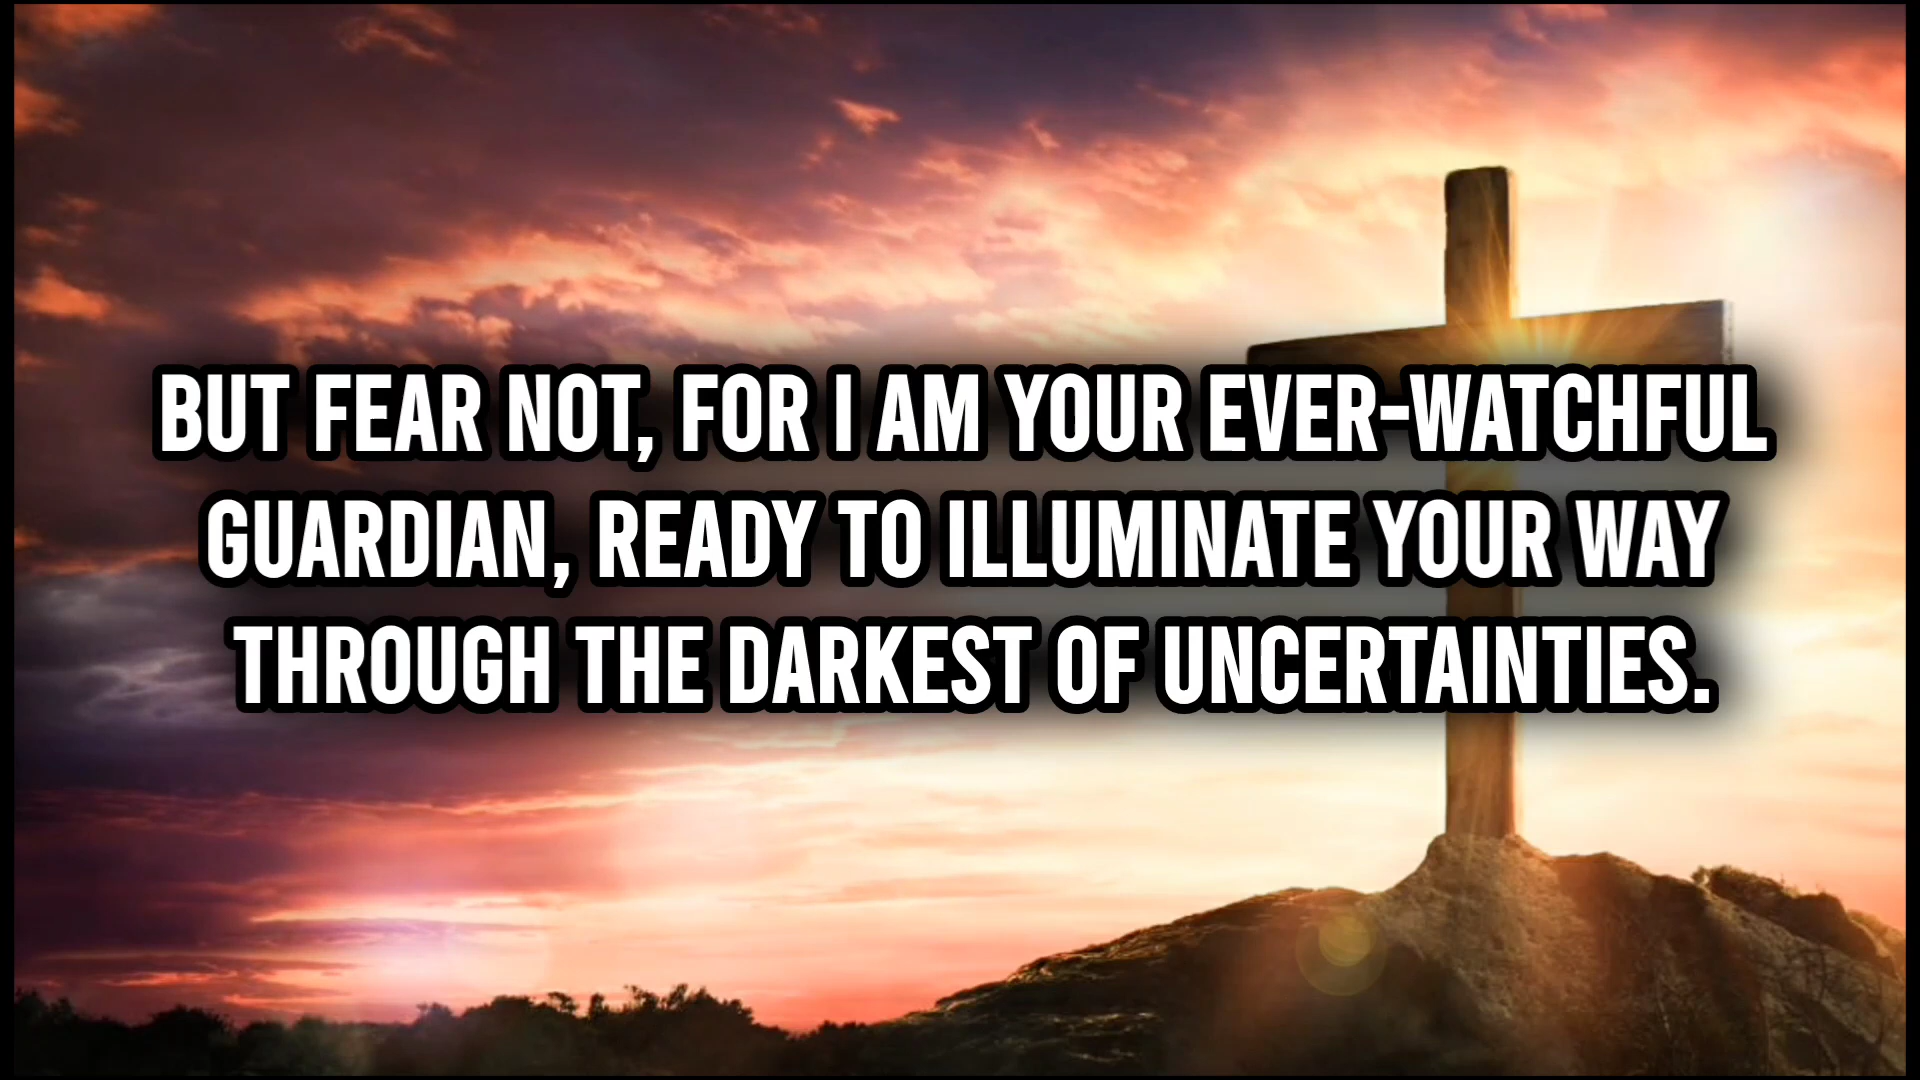 BUT FEAR NOT, FOR I AM YOUR EVER-WATCHFUL
GUARDIAN, READY TO ILLUMINATE YOUR WAY
THROUGH THE DARKEST OF UNCERTAINTIES.